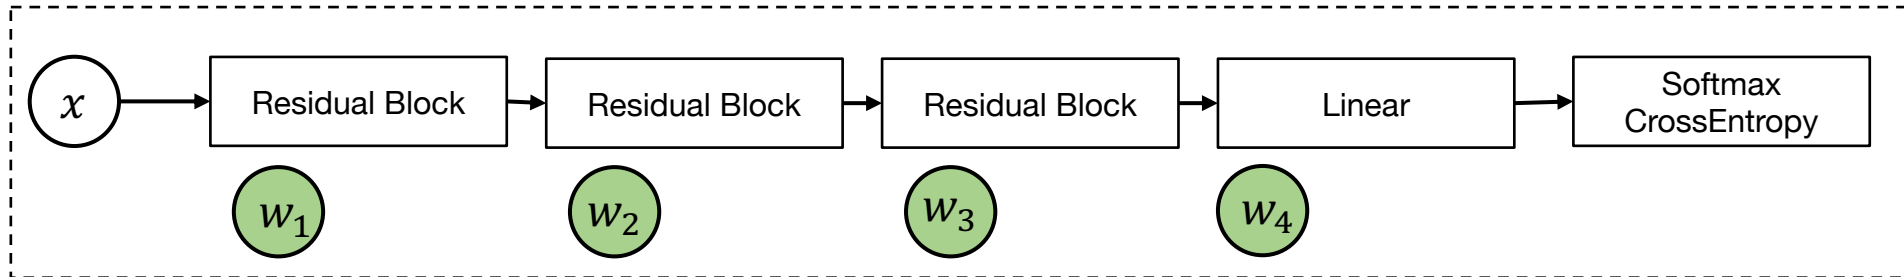 x
Residual Block
Residual Block
Residual Block
Linear
Softmax
CrossEntropy
w₁
w₂
w₃
w₄